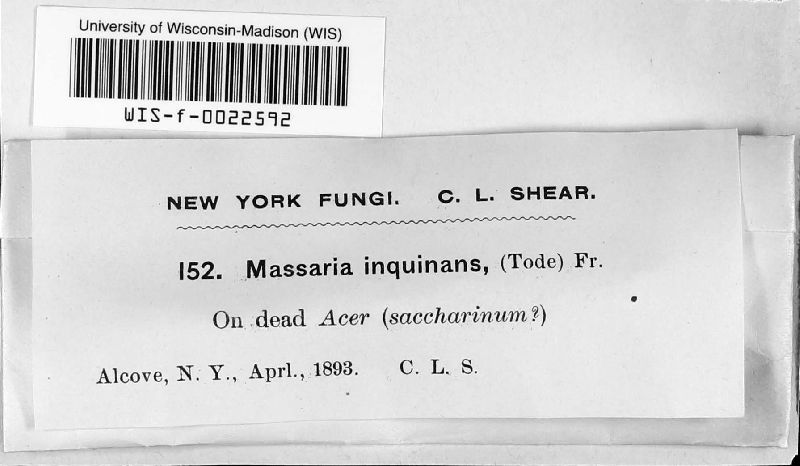 University of Wisconsin-Madison (WIS)
WIS-f-0022592
NEW YORK FUNGI. C. L. SHEAR.
152. Massaria inquinans, (Tode) Fr.
On dead Acer (saccharinum?)
Alcove, N. Y., Aprl., 1893. C. L. S.